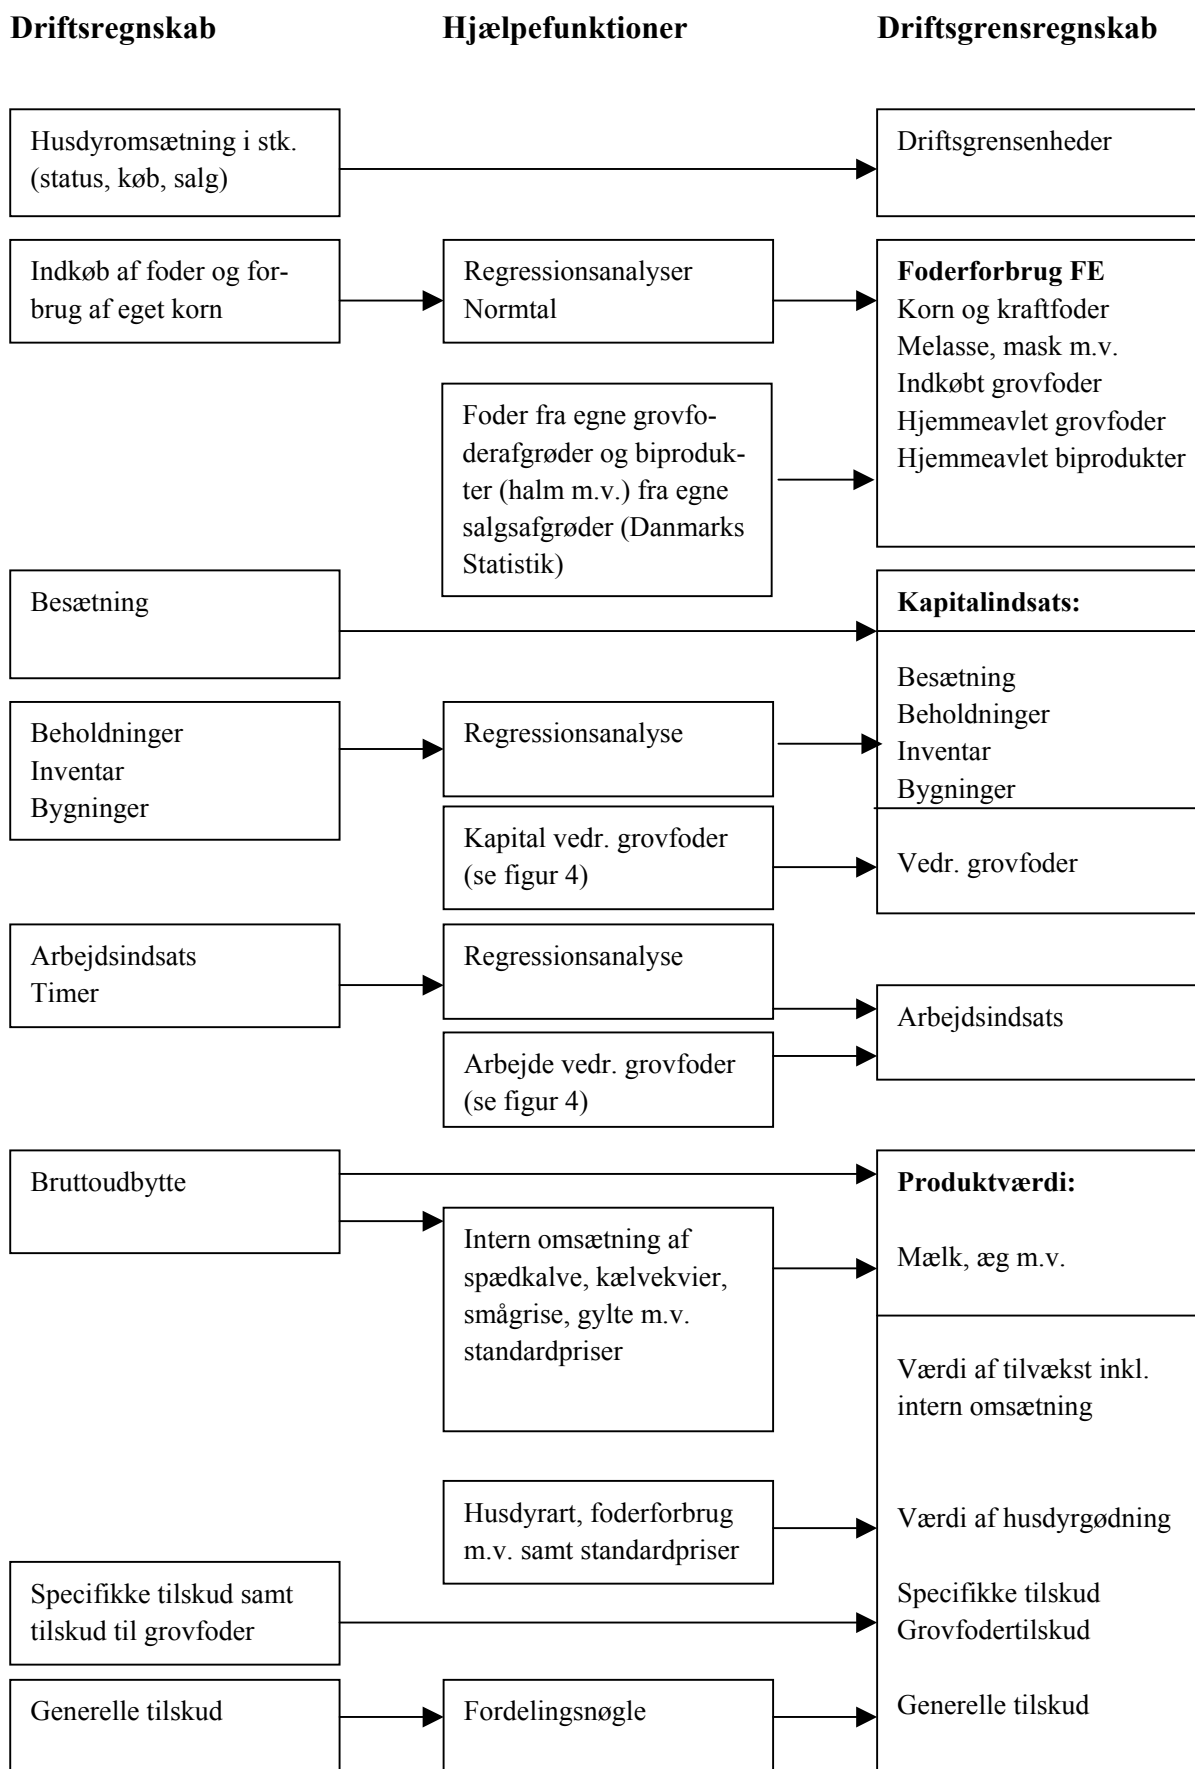 Driftsregnskab
Hjælpefunktioner
Driftsgrensregnskab
Husdyromsætning i stk.
(status, køb, salg)
Driftsgrensenheder
Indkøb af foder og for-
brug af eget korn
Regressionsanalyser
Normtal
Foderforbrug FE
Korn og kraftfoder
Melasse, mask m.v.
Indkøbt grovfoder
Hjemmeavlet grovfoder
Hjemmeavlet biprodukter
Foder fra egne grovfo-
derafgrøder og biproduk-
ter (halm m.v.) fra egne
salgsafgrøder (Danmarks
Statistik)
Besætning
Kapitalindsats:
Besætning
Beholdninger
Inventar
Bygninger
Beholdninger
Inventar
Bygninger
Regressionsanalyse
Kapital vedr. grovfoder
(se figur 4)
Vedr. grovfoder
Arbejdsindsats
Timer
Regressionsanalyse
Arbejdsindsats
Arbejde vedr. grovfoder
(se figur 4)
Bruttoudbytte
Produktværdi:
Mælk, æg m.v.
Intern omsætning af
spædkalve, kælvekvier,
smågrise, gylte m.v.
standardpriser
Værdi af tilvækst inkl.
intern omsætning
Husdyrart, foderforbrug
m.v. samt standardpriser
Værdi af husdyrgødning
Specifikke tilskud samt
tilskud til grovfoder
Specifikke tilskud
Grovfodertilskud
Generelle tilskud
Fordelingsnøgle
Generelle tilskud